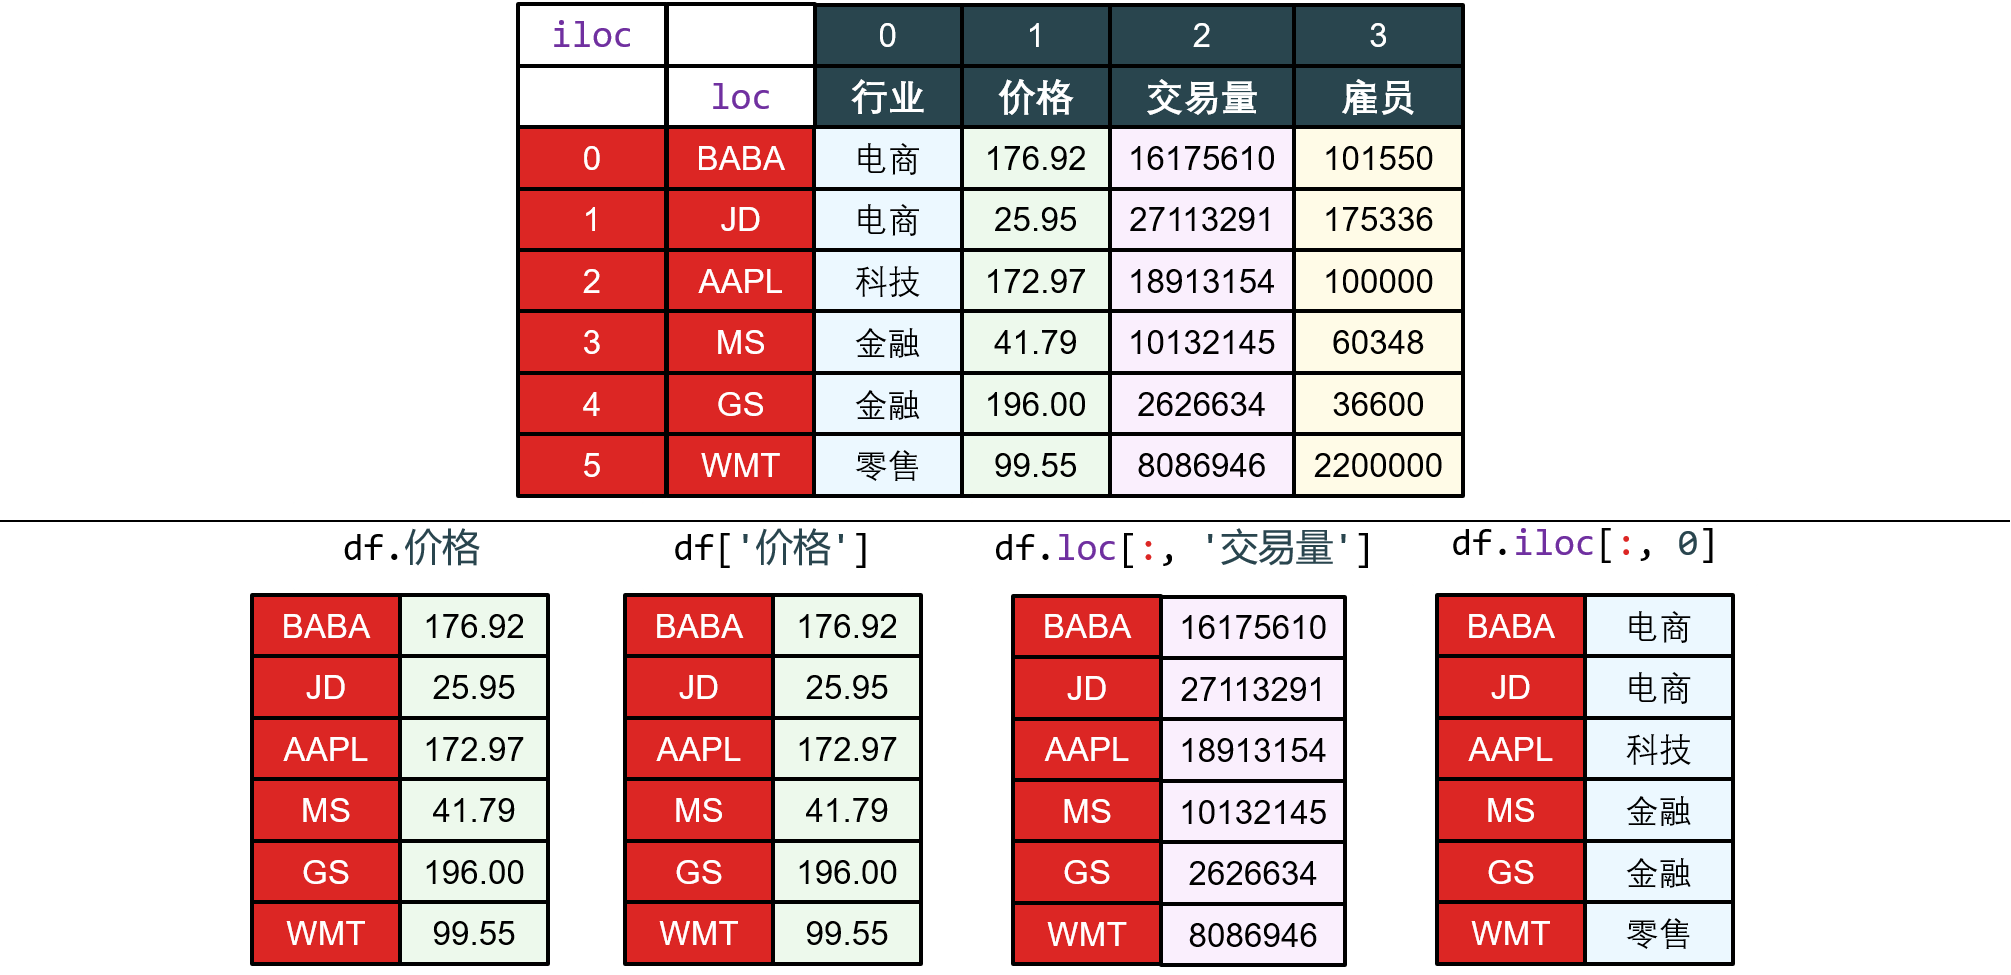 iloc 0 1 2 3
loc 行业 价格 交易量 雇员
0 BABA 电商 176.92 16175610 101550
1 JD 电商 25.95 27113291 175336
2 AAPL 科技 172.97 18913154 100000
3 MS 金融 41.79 10132145 60348
4 GS 金融 196.00 2626634 36600
5 WMT 零售 99.55 8086946 2200000
df.价格 df['价格'] df.loc[:, '交易量'] df.iloc[:, 0]
BABA 176.92 BABA 176.92 BABA 16175610 BABA 电商
JD 25.95 JD 25.95 JD 27113291 JD 电商
AAPL 172.97 AAPL 172.97 AAPL 18913154 AAPL 科技
MS 41.79 MS 41.79 MS 10132145 MS 金融
GS 196.00 GS 196.00 GS 2626634 GS 金融
WMT 99.55 WMT 99.55 WMT 8086946 WMT 零售